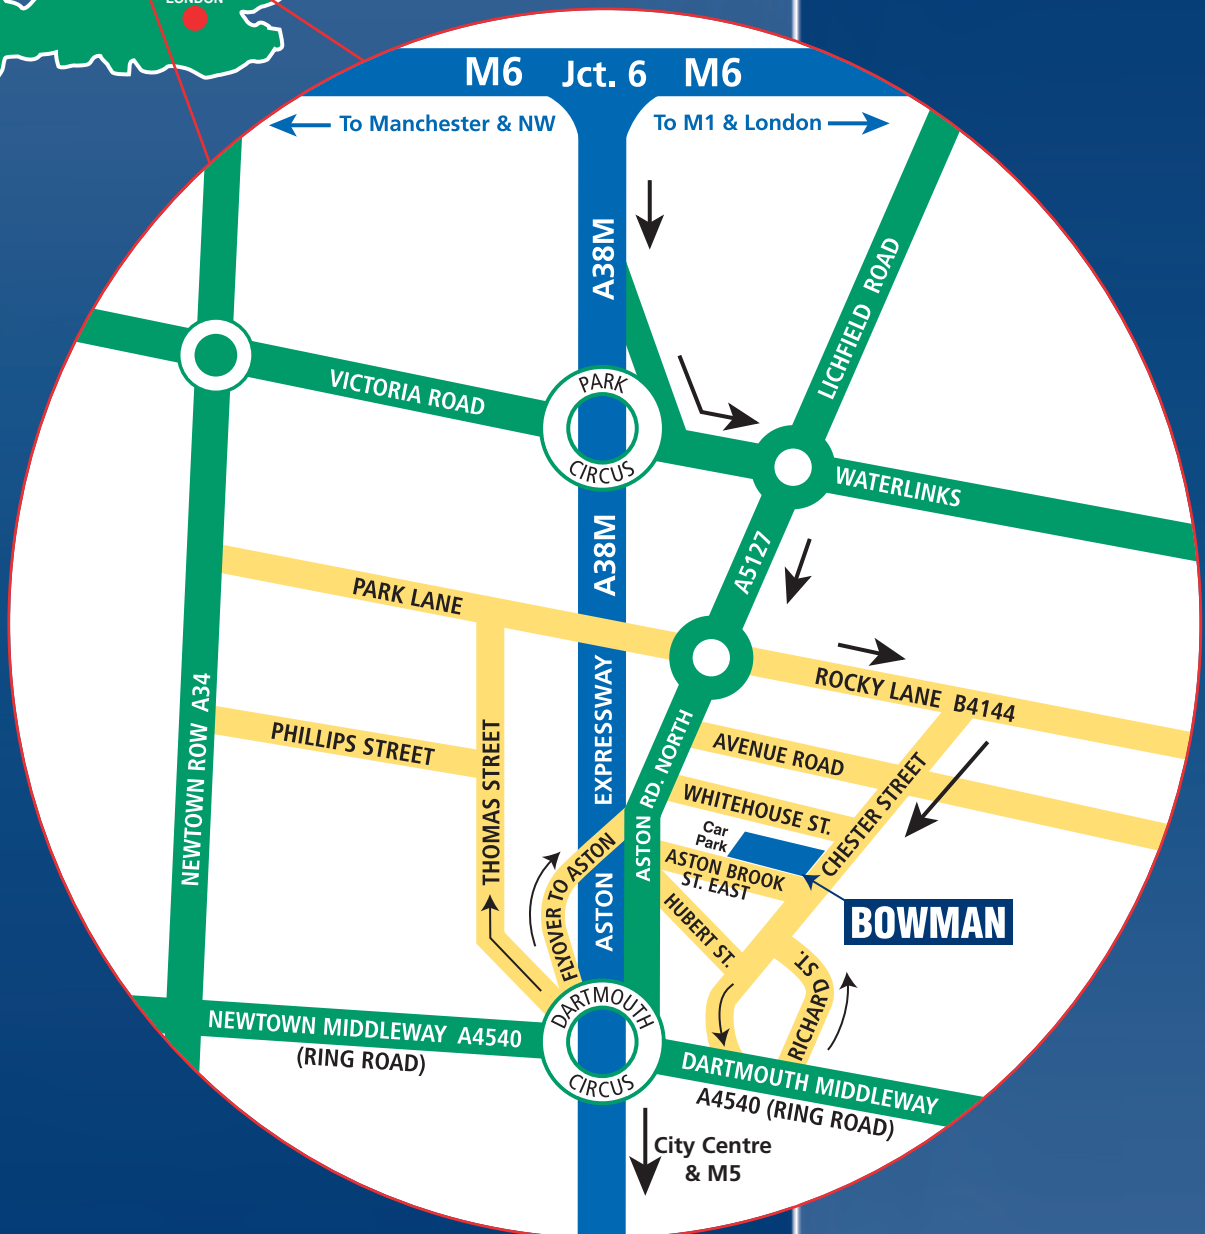 LONDON
M6 Jct. 6 M6
To Manchester & NW
To M1 & London
A38M
LICHFIELD ROAD
VICTORIA ROAD
PARK
CIRCUS
WATERLINKS
A38M
A5127
PARK LANE
ROCKY LANE B4144
NEWTOWN ROW A34
PHILLIPS STREET
THOMAS STREET
ASTON EXPRESSWAY
ASTON RD. NORTH
AVENUE ROAD
WHITEHOUSE ST.
CHESTER STREET
Car
Park
ASTON BROOK
ST. EAST
FLYOVER TO ASTON
HUBERT ST.
BOWMAN
RICHARD ST.
DARTMOUTH
CIRCUS
NEWTOWN MIDDLEWAY A4540
(RING ROAD)
DARTMOUTH MIDDLEWAY
A4540 (RING ROAD)
City Centre
& M5